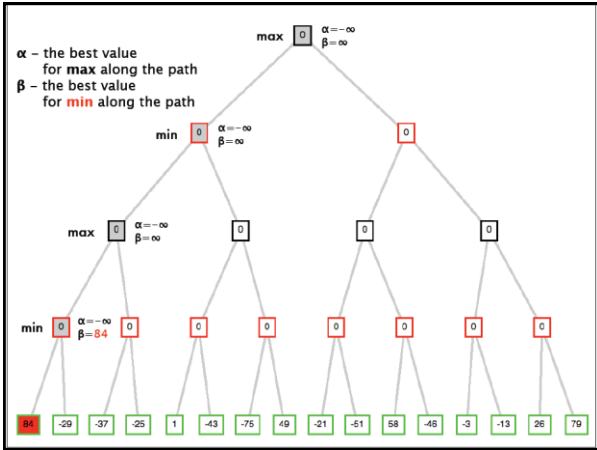 max 0 α=-∞
β=∞
α – the best value
for max along the path
β – the best value
for min along the path
min 0 α=-∞ 0
β=∞
max 0 α=-∞ 0 0 0
β=∞
min 0 α=-∞ 0 0 0 0 0 0 0
β=84
84 -29 -37 -25 1 -43 -75 49 -21 -51 58 -46 -3 -13 26 79